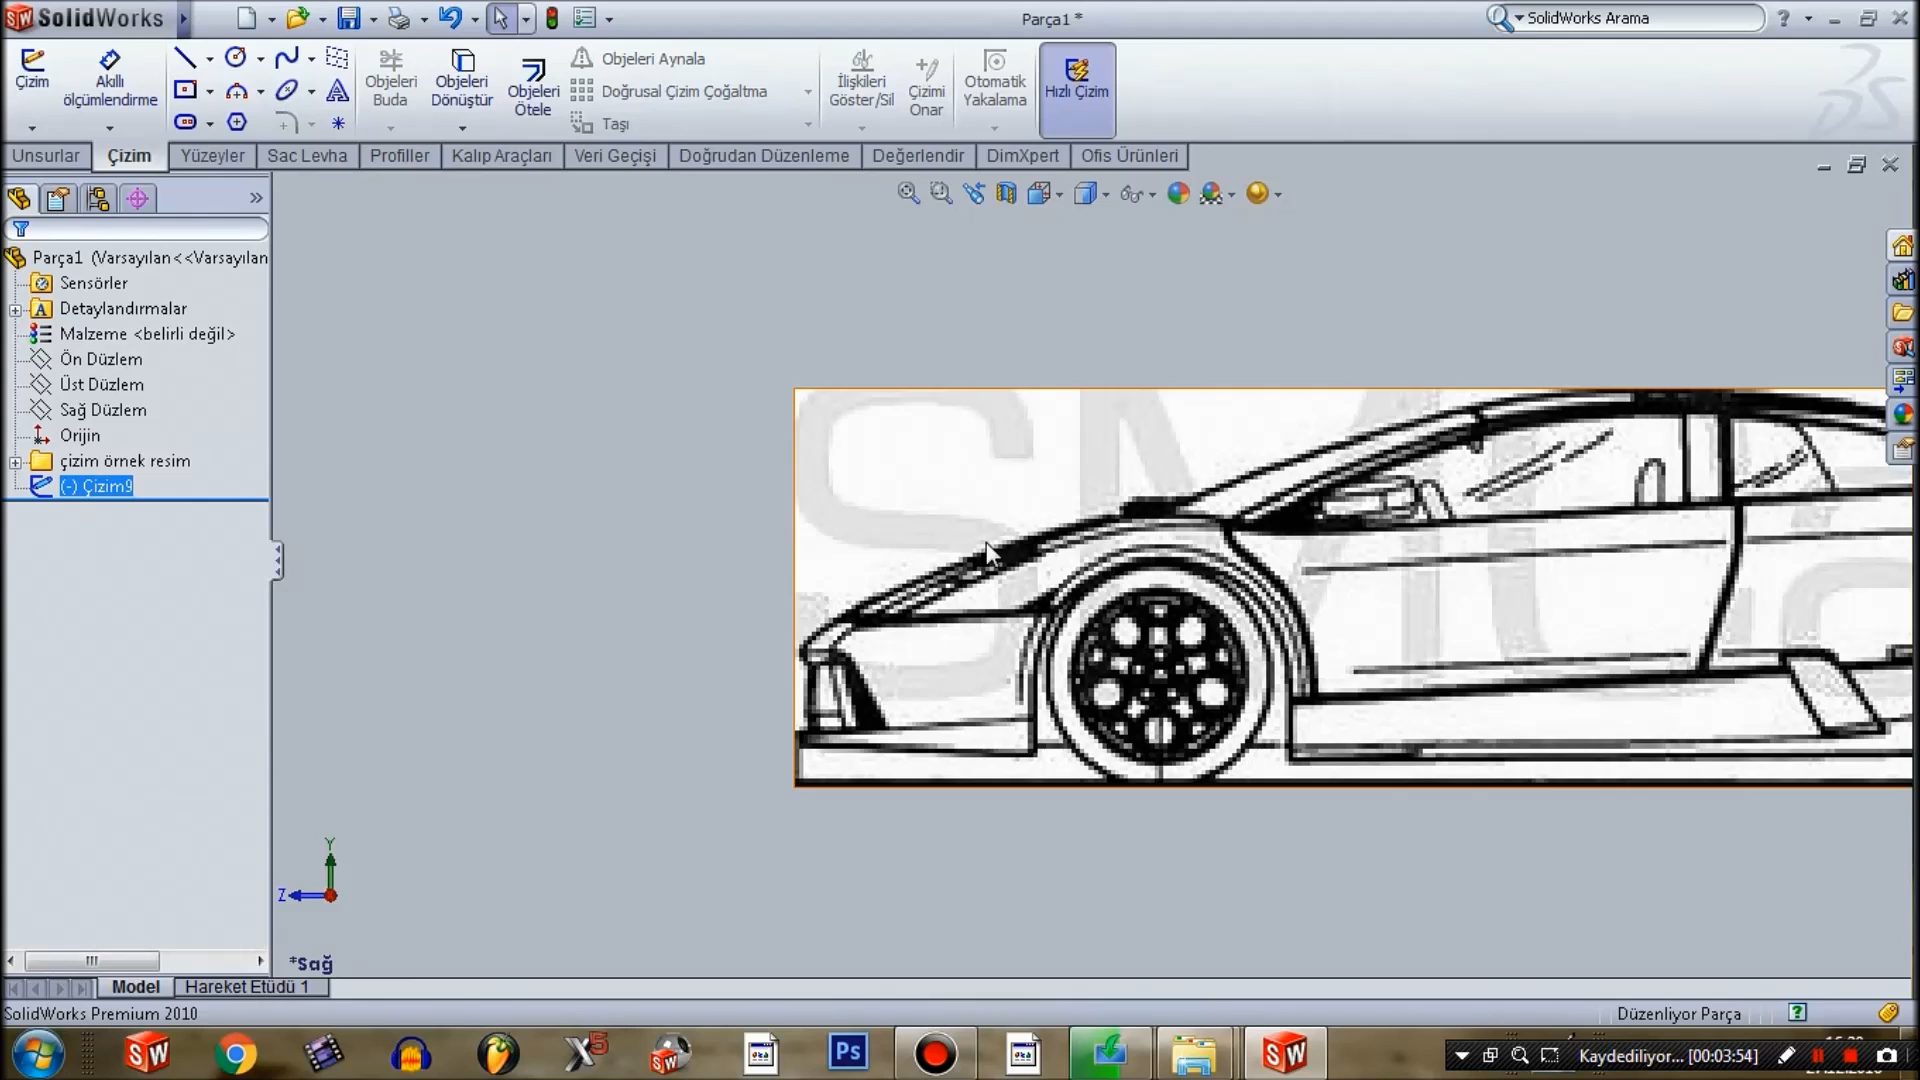 SolidWorks
Parça1 *
SolidWorks Arama
Çizim
Akıllı
ölçümlendirme
Objeleri
Buda
Objeleri
Dönüştür
Objeleri
Ötele
Objeleri Aynala
Doğrusal Çizim Çoğaltma
Taşı
İlişkileri
Göster/Sil
Çizimi
Onar
Otomatik
Yakalama
Hızlı Çizim
Unsurlar
Çizim
Yüzeyler
Sac Levha
Profiller
Kalıp Araçları
Veri Geçişi
Doğrudan Düzenleme
Değerlendir
DimXpert
Ofis Ürünleri
Parça1 (Varsayılan<<Varsayılan
Sensörler
Detaylandırmalar
Malzeme <belirli değil>
Ön Düzlem
Üst Düzlem
Sağ Düzlem
Orijin
çizim örnek resim
(-) Çizim9
Y
Z
*Sağ
Model
Hareket Etüdü 1
SolidWorks Premium 2010
Düzenliyor Parça
Ps
Kaydediliyor... [00:03:54]